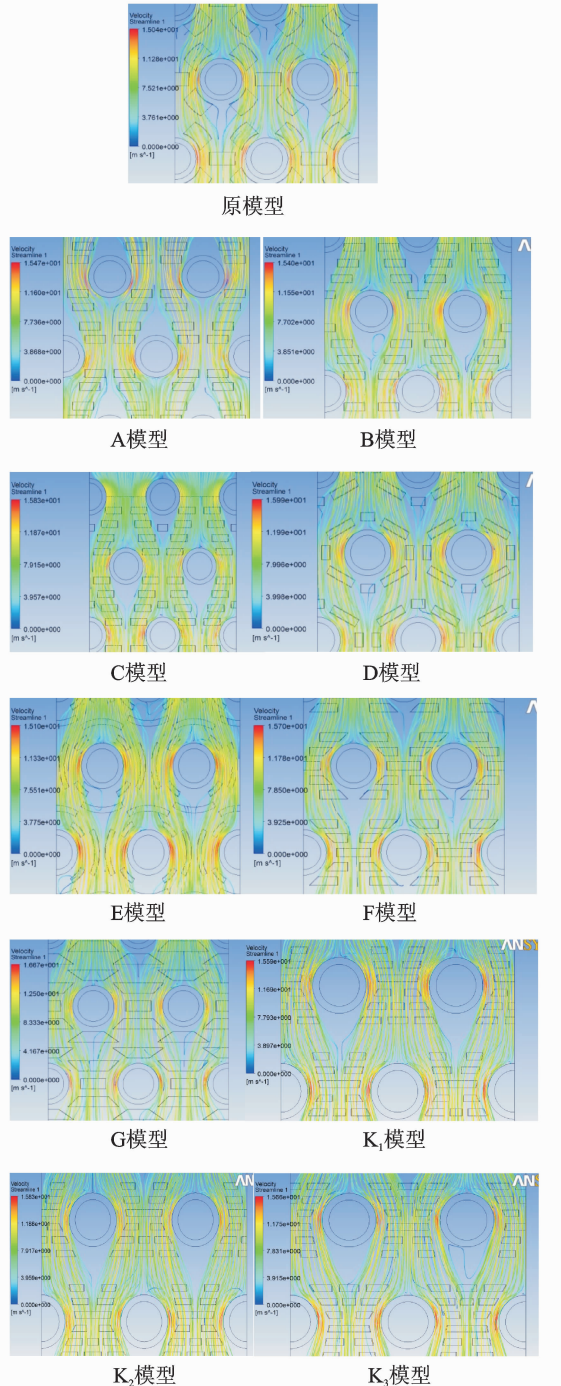 Velocity
Streamline 1
1.504e+001
1.128e+001
7.521e+000
3.761e+000
0.000e+000
[m s^-1]
原模型
Velocity
Streamline 1
1.547e+001
1.160e+001
7.736e+000
3.868e+000
0.000e+000
[m s^-1]
A模型
Velocity
Streamline 1
1.540e+001
1.155e+001
7.702e+000
3.851e+000
0.000e+000
[m s^-1]
B模型
Velocity
Streamline 1
1.583e+001
1.187e+001
7.915e+000
3.957e+000
0.000e+000
[m s^-1]
C模型
Velocity
Streamline 1
1.599e+001
1.199e+001
7.996e+000
3.998e+000
0.000e+000
[m s^-1]
D模型
Velocity
Streamline 1
1.510e+001
1.133e+001
7.551e+000
3.775e+000
0.000e+000
[m s^-1]
E模型
Velocity
Streamline 1
1.570e+001
1.178e+001
7.850e+000
3.925e+000
0.000e+000
[m s^-1]
F模型
Velocity
Streamline 1
1.667e+001
1.250e+001
8.333e+000
4.167e+000
0.000e+000
[m s^-1]
G模型
ANSY
Velocity
Streamline 1
1.559e+001
1.169e+001
7.793e+000
3.897e+000
0.000e+000
[m s^-1]
K₁模型
AN
Velocity
Streamline 1
1.583e+001
1.188e+001
7.917e+000
3.958e+000
0.000e+000
[m s^-1]
K₂模型
AN
Velocity
Streamline 1
1.566e+001
1.175e+001
7.831e+000
3.915e+000
0.000e+000
[m s^-1]
K₃模型